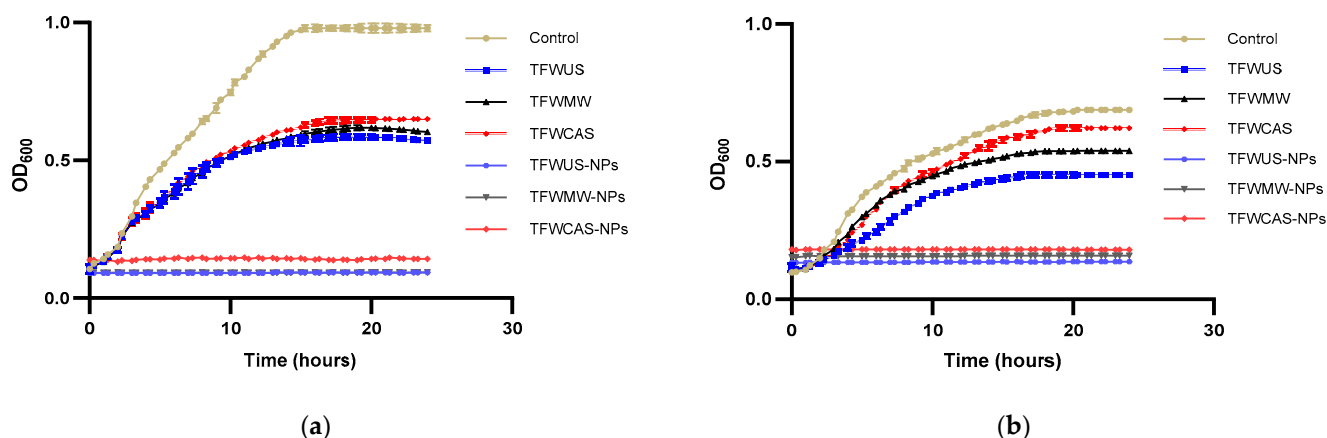 1.0
0.5
0.0
OD600
0
10
20
30
Time (hours)
Control
TFWUS
TFWMW
TFWCAS
TFWUS-NPs
TFWMW-NPs
TFWCAS-NPs
(a)
1.0
0.5
0.0
OD600
0
10
20
30
Time (hours)
Control
TFWUS
TFWMW
TFWCAS
TFWUS-NPs
TFWMW-NPs
TFWCAS-NPs
(b)